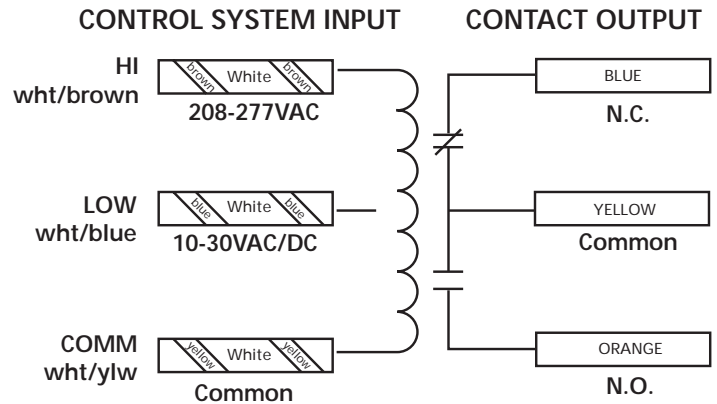 CONTROL SYSTEM INPUT
CONTACT OUTPUT
HI
wht/brown
brown White brown
208-277VAC
BLUE
N.C.
LOW
wht/blue
blue White blue
10-30VAC/DC
YELLOW
Common
COMM
wht/ylw
yellow White yellow
Common
ORANGE
N.O.